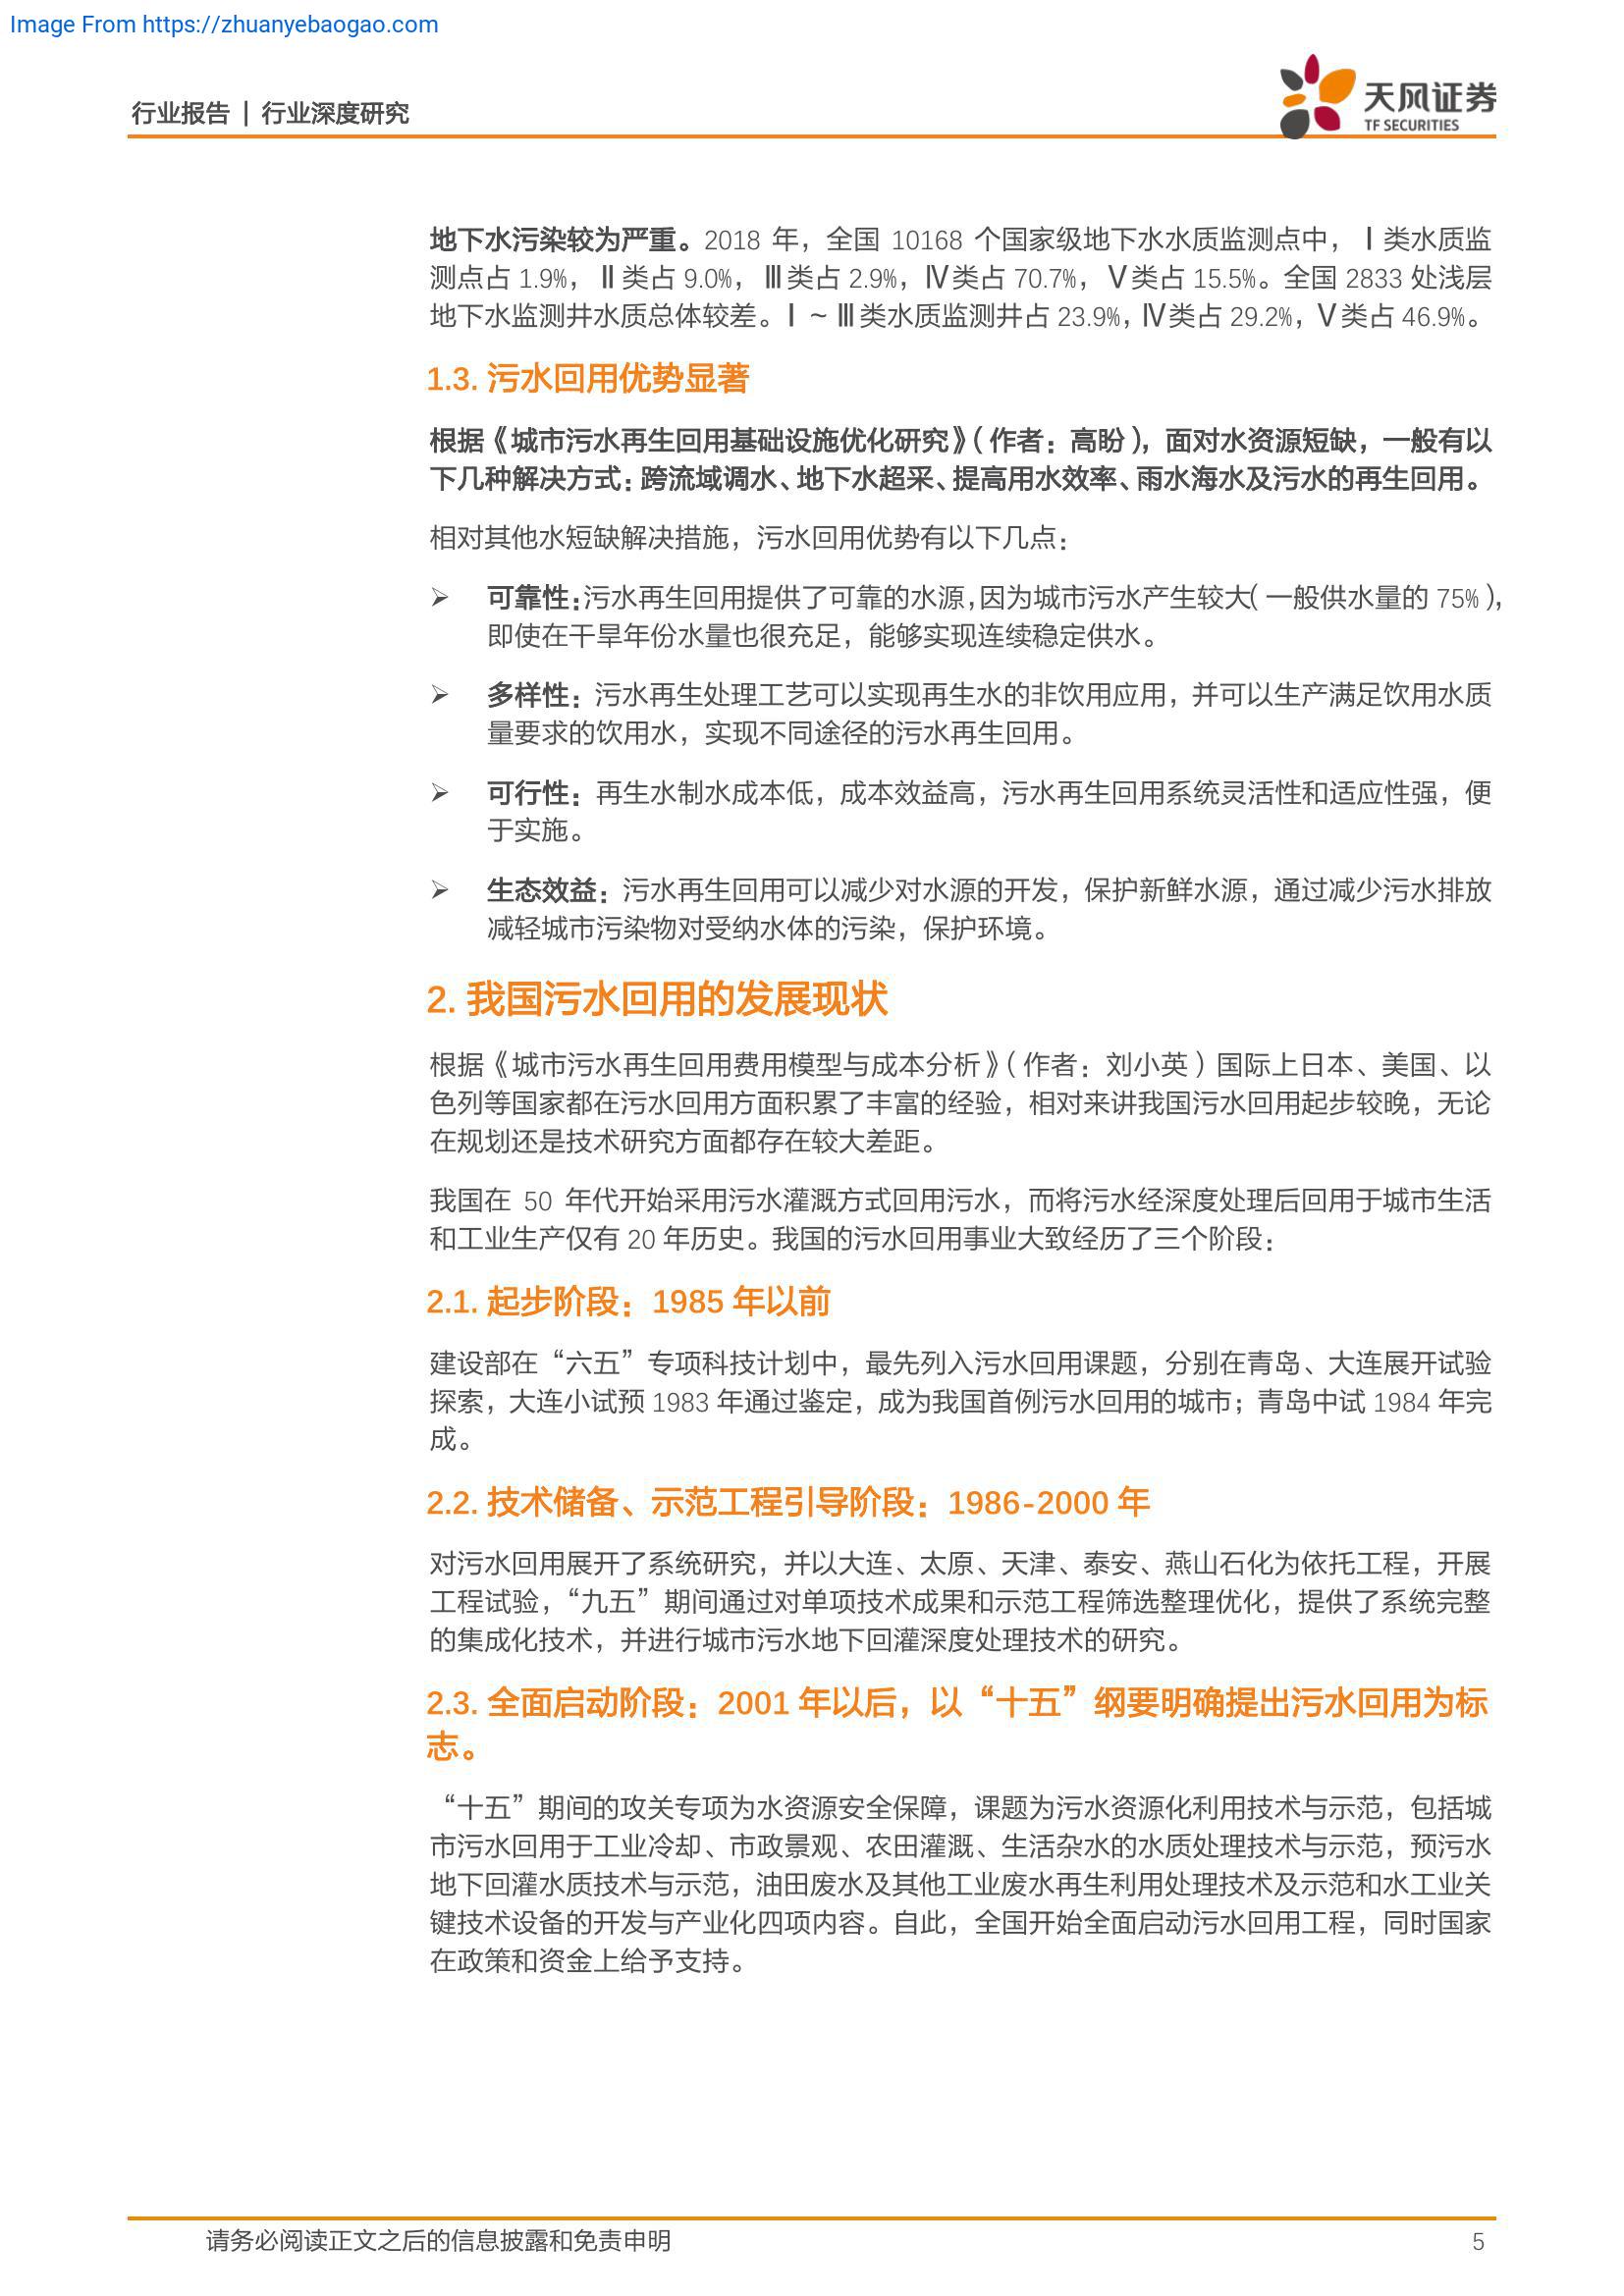 Image From https://zhuanyebaogao.com
行业报告 | 行业深度研究
天风证券
TF SECURITIES
地下水污染较为严重。2018 年，全国 10168 个国家级地下水水质监测点中，Ⅰ类水质监
测点占 1.9%，Ⅱ类占 9.0%，Ⅲ类占 2.9%，Ⅳ类占 70.7%，Ⅴ类占 15.5%。全国 2833 处浅层
地下水监测井水质总体较差。Ⅰ~Ⅲ类水质监测井占 23.9%，Ⅳ类占 29.2%，Ⅴ类占 46.9%。
1.3. 污水回用优势显著
根据《城市污水再生回用基础设施优化研究》（作者：高盼），面对水资源短缺，一般有以
下几种解决方式：跨流域调水、地下水超采、提高用水效率、雨水海水及污水的再生回用。
相对其他水短缺解决措施，污水回用优势有以下几点：
➢ 可靠性：污水再生回用提供了可靠的水源，因为城市污水产生较大（一般供水量的 75%），
即使在干旱年份水量也很充足，能够实现连续稳定供水。
➢ 多样性：污水再生处理工艺可以实现再生水的非饮用应用，并可以生产满足饮用水质
量要求的饮用水，实现不同途径的污水再生回用。
➢ 可行性：再生水制水成本低，成本效益高，污水再生回用系统灵活性和适应性强，便
于实施。
➢ 生态效益：污水再生回用可以减少对水源的开发，保护新鲜水源，通过减少污水排放
减轻城市污染物对受纳水体的污染，保护环境。
2. 我国污水回用的发展现状
根据《城市污水再生回用费用模型与成本分析》（作者：刘小英）国际上日本、美国、以
色列等国家都在污水回用方面积累了丰富的经验，相对来讲我国污水回用起步较晚，无论
在规划还是技术研究方面都存在较大差距。
我国在 50 年代开始采用污水灌溉方式回用污水，而将污水经深度处理后回用于城市生活
和工业生产仅有 20 年历史。我国的污水回用事业大致经历了三个阶段：
2.1. 起步阶段：1985 年以前
建设部在“六五”专项科技计划中，最先列入污水回用课题，分别在青岛、大连展开试验
探索，大连小试预 1983 年通过鉴定，成为我国首例污水回用的城市；青岛中试 1984 年完
成。
2.2. 技术储备、示范工程引导阶段：1986-2000 年
对污水回用展开了系统研究，并以大连、太原、天津、泰安、燕山石化为依托工程，开展
工程试验，“九五”期间通过对单项技术成果和示范工程筛选整理优化，提供了系统完整
的集成化技术，并进行城市污水地下回灌深度处理技术的研究。
2.3. 全面启动阶段：2001 年以后，以“十五”纲要明确提出污水回用为标
志。
“十五”期间的攻关专项为水资源安全保障，课题为污水资源化利用技术与示范，包括城
市污水回用于工业冷却、市政景观、农田灌溉、生活杂水的水质处理技术与示范，预污水
地下回灌水质技术与示范，油田废水及其他工业废水再生利用处理技术及示范和水工业关
键技术设备的开发与产业化四项内容。自此，全国开始全面启动污水回用工程，同时国家
在政策和资金上给予支持。
请务必阅读正文之后的信息披露和免责申明
5